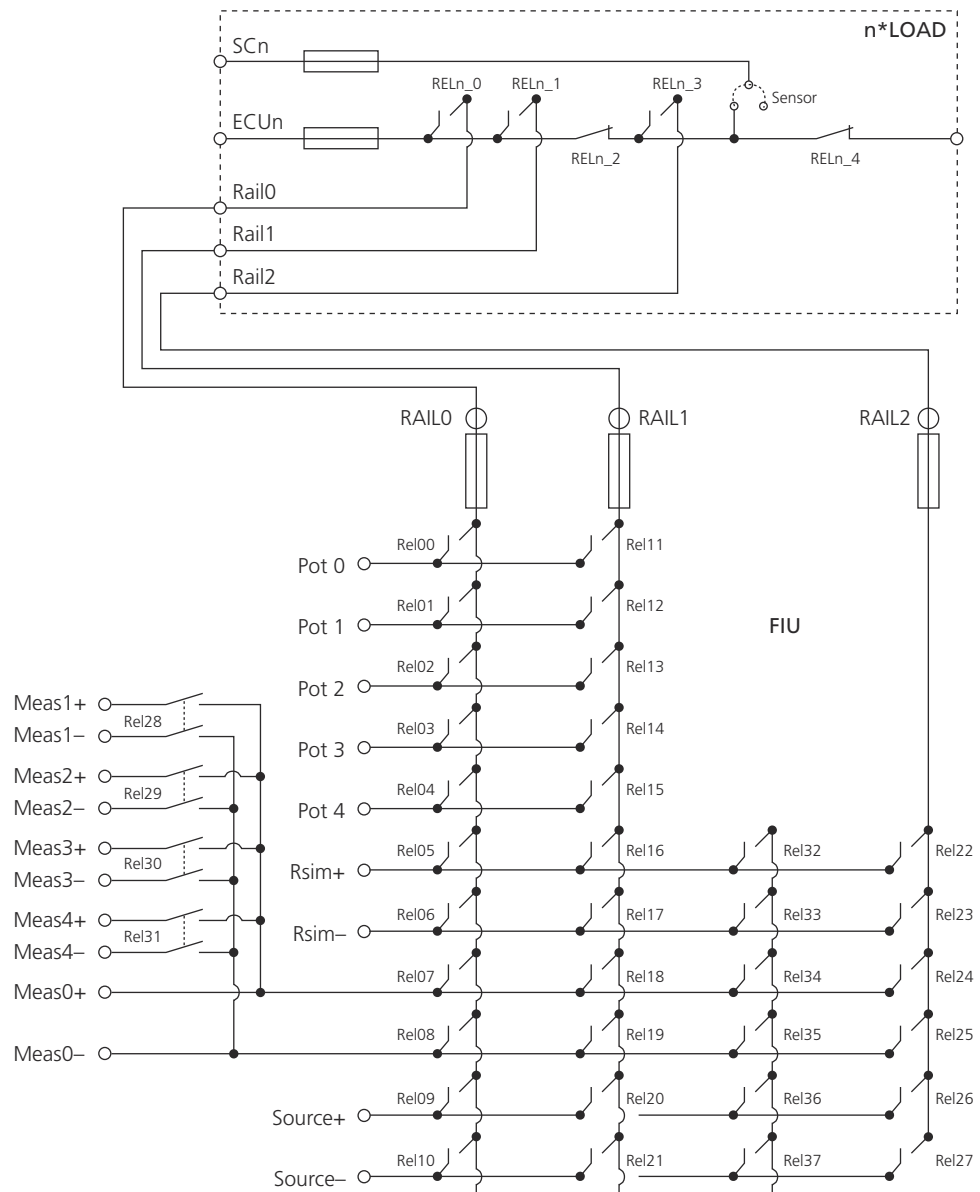 n*LOAD
SCn
RELn_0 RELn_1 RELn_3
Sensor
ECUn
RELn_2 RELn_4
Rail0
Rail1
Rail2
RAIL0 RAIL1 RAIL2
Pot 0 Rel00 Rel11
Pot 1 Rel01 Rel12
FIU
Pot 2 Rel02 Rel13
Meas1+
Rel28
Meas1–
Pot 3 Rel03 Rel14
Meas2+
Rel29
Meas2–
Pot 4 Rel04 Rel15
Meas3+
Rel30
Meas3–
Rsim+ Rel05 Rel16 Rel32 Rel22
Meas4+
Rel31
Meas4–
Rsim– Rel06 Rel17 Rel33 Rel23
Meas0+ Rel07 Rel18 Rel34 Rel24
Meas0– Rel08 Rel19 Rel35 Rel25
Source+ Rel09 Rel20 Rel36 Rel26
Source– Rel10 Rel21 Rel37 Rel27